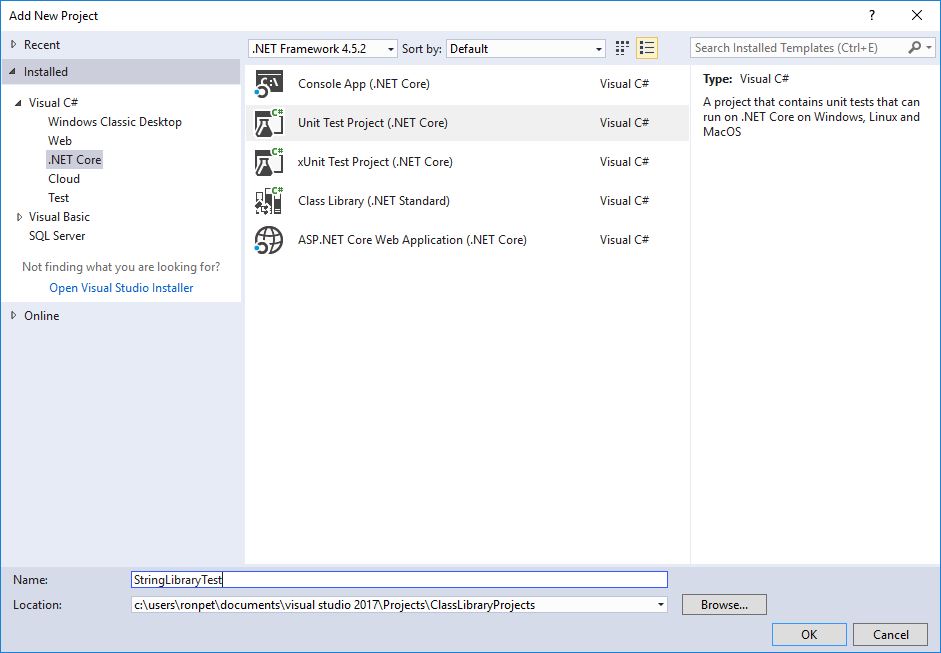 Add New Project
?
Recent
.NET Framework 4.5.2
Sort by:
Default
Search Installed Templates (Ctrl+E)
Installed
Visual C#
Windows Classic Desktop
Web
.NET Core
Cloud
Test
Visual Basic
SQL Server
Not finding what you are looking for?
Open Visual Studio Installer
Online
Console App (.NET Core)
Visual C#
Unit Test Project (.NET Core)
Visual C#
xUnit Test Project (.NET Core)
Visual C#
Class Library (.NET Standard)
Visual C#
ASP.NET Core Web Application (.NET Core)
Visual C#
C:\
C#
C#
C#
Type: Visual C#
A project that contains unit tests that can
run on .NET Core on Windows, Linux and
MacOS
Name:
StringLibraryTest
Location:
c:\users\ronpet\documents\visual studio 2017\Projects\ClassLibraryProjects
Browse...
OK
Cancel